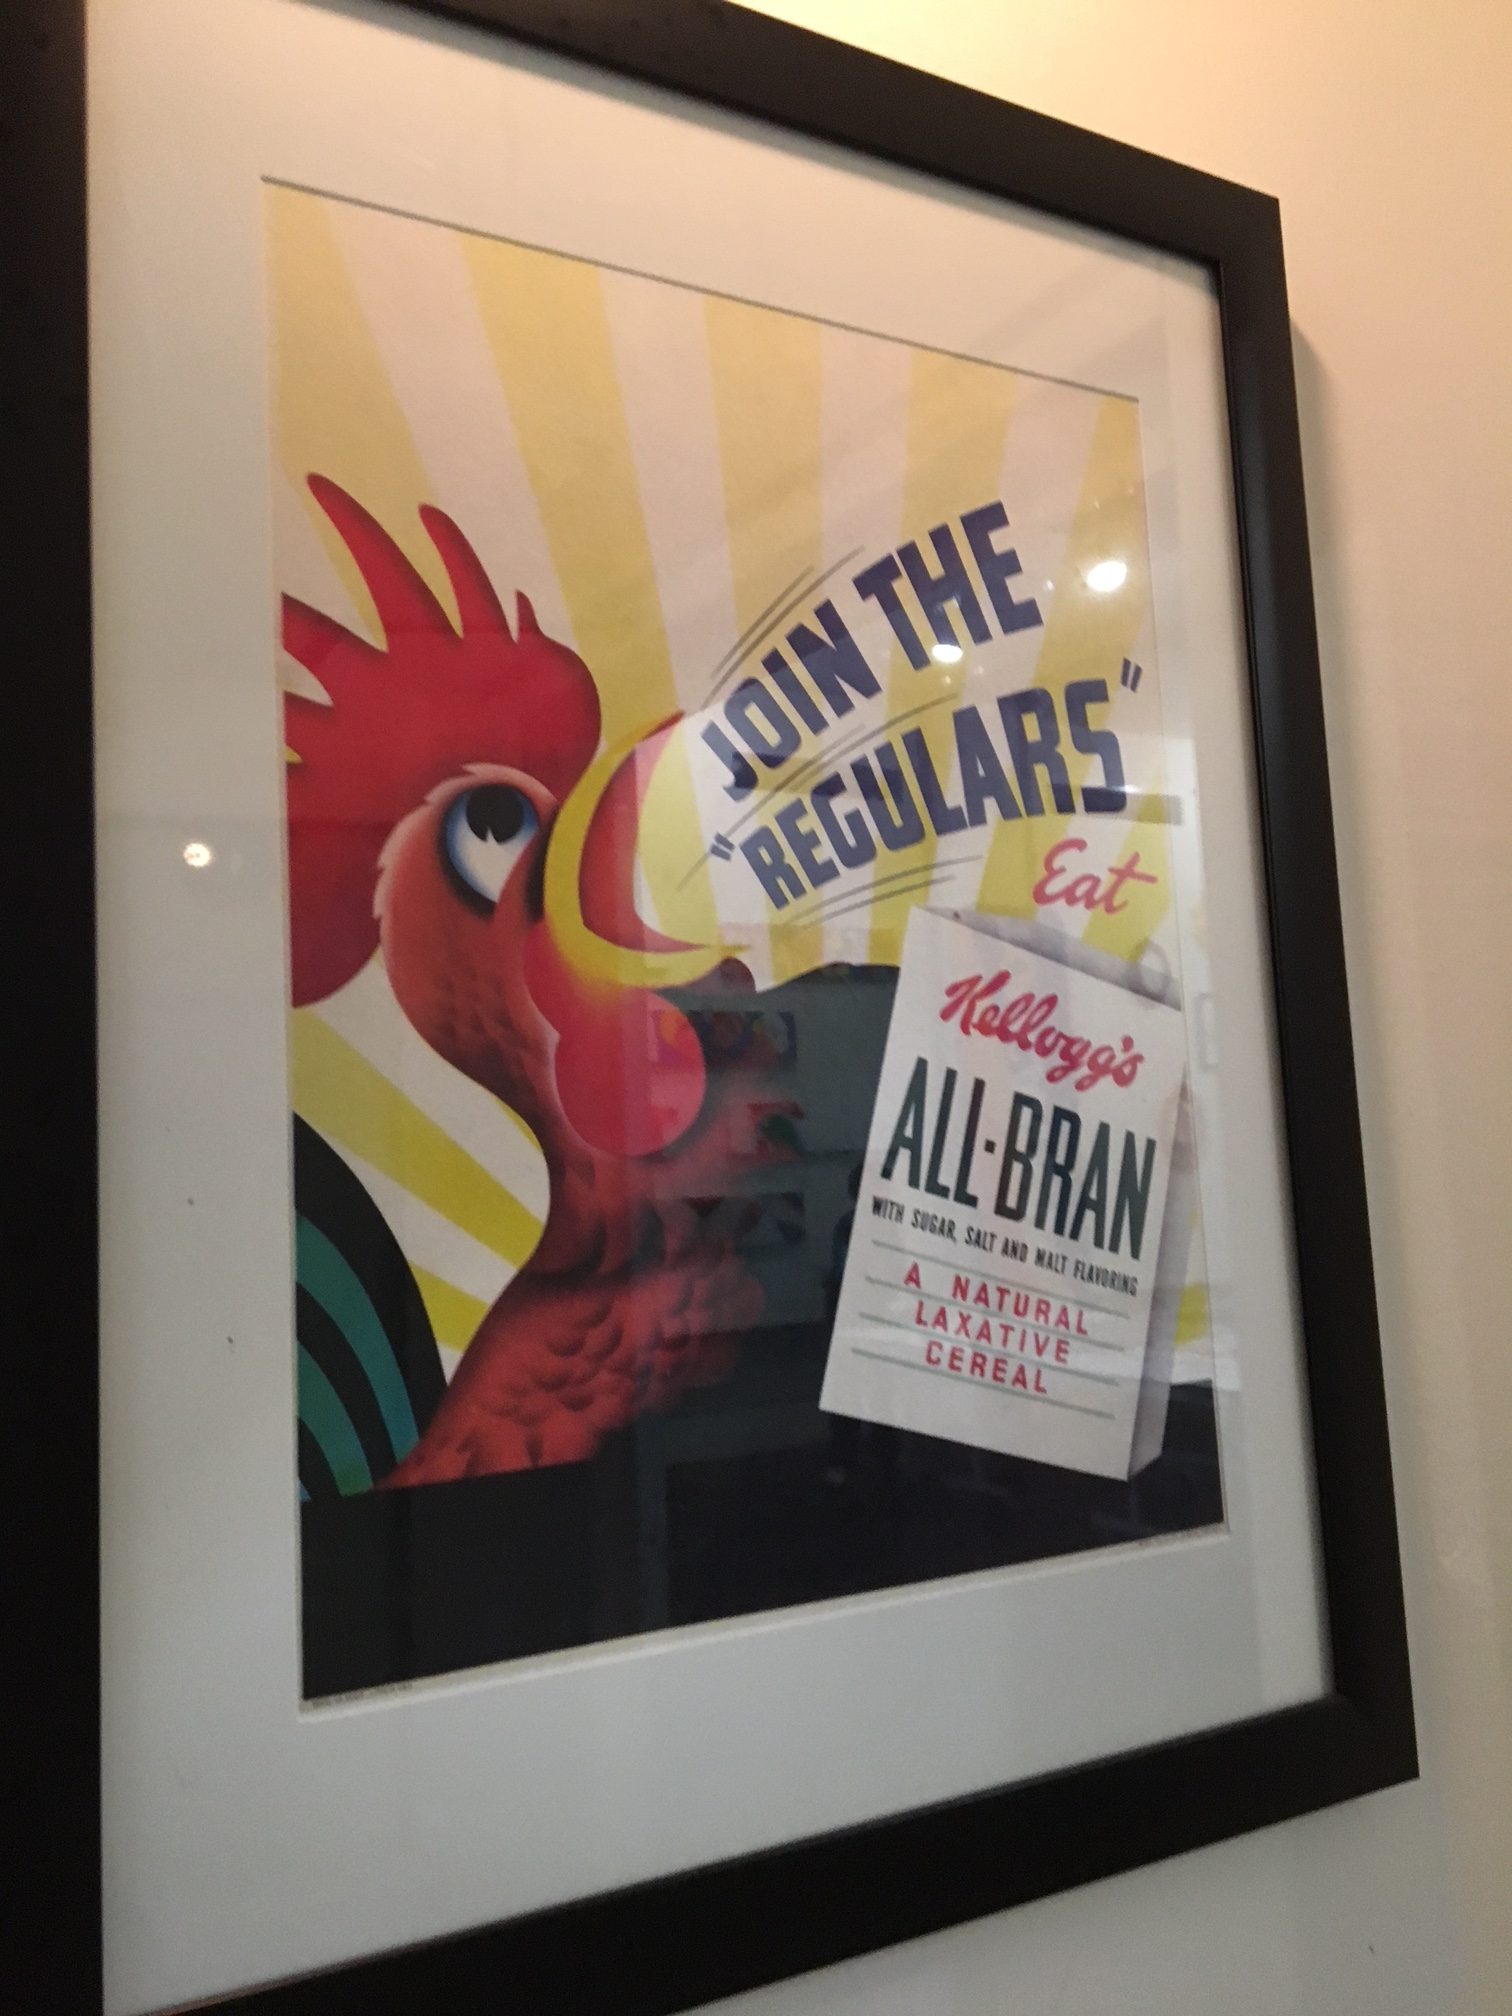 JOIN THE
"REGULARS"
Eat
Kellogg's
ALL-BRAN
WITH SUGAR, SALT AND MALT FLAVORING
A NATURAL
LAXATIVE
CEREAL